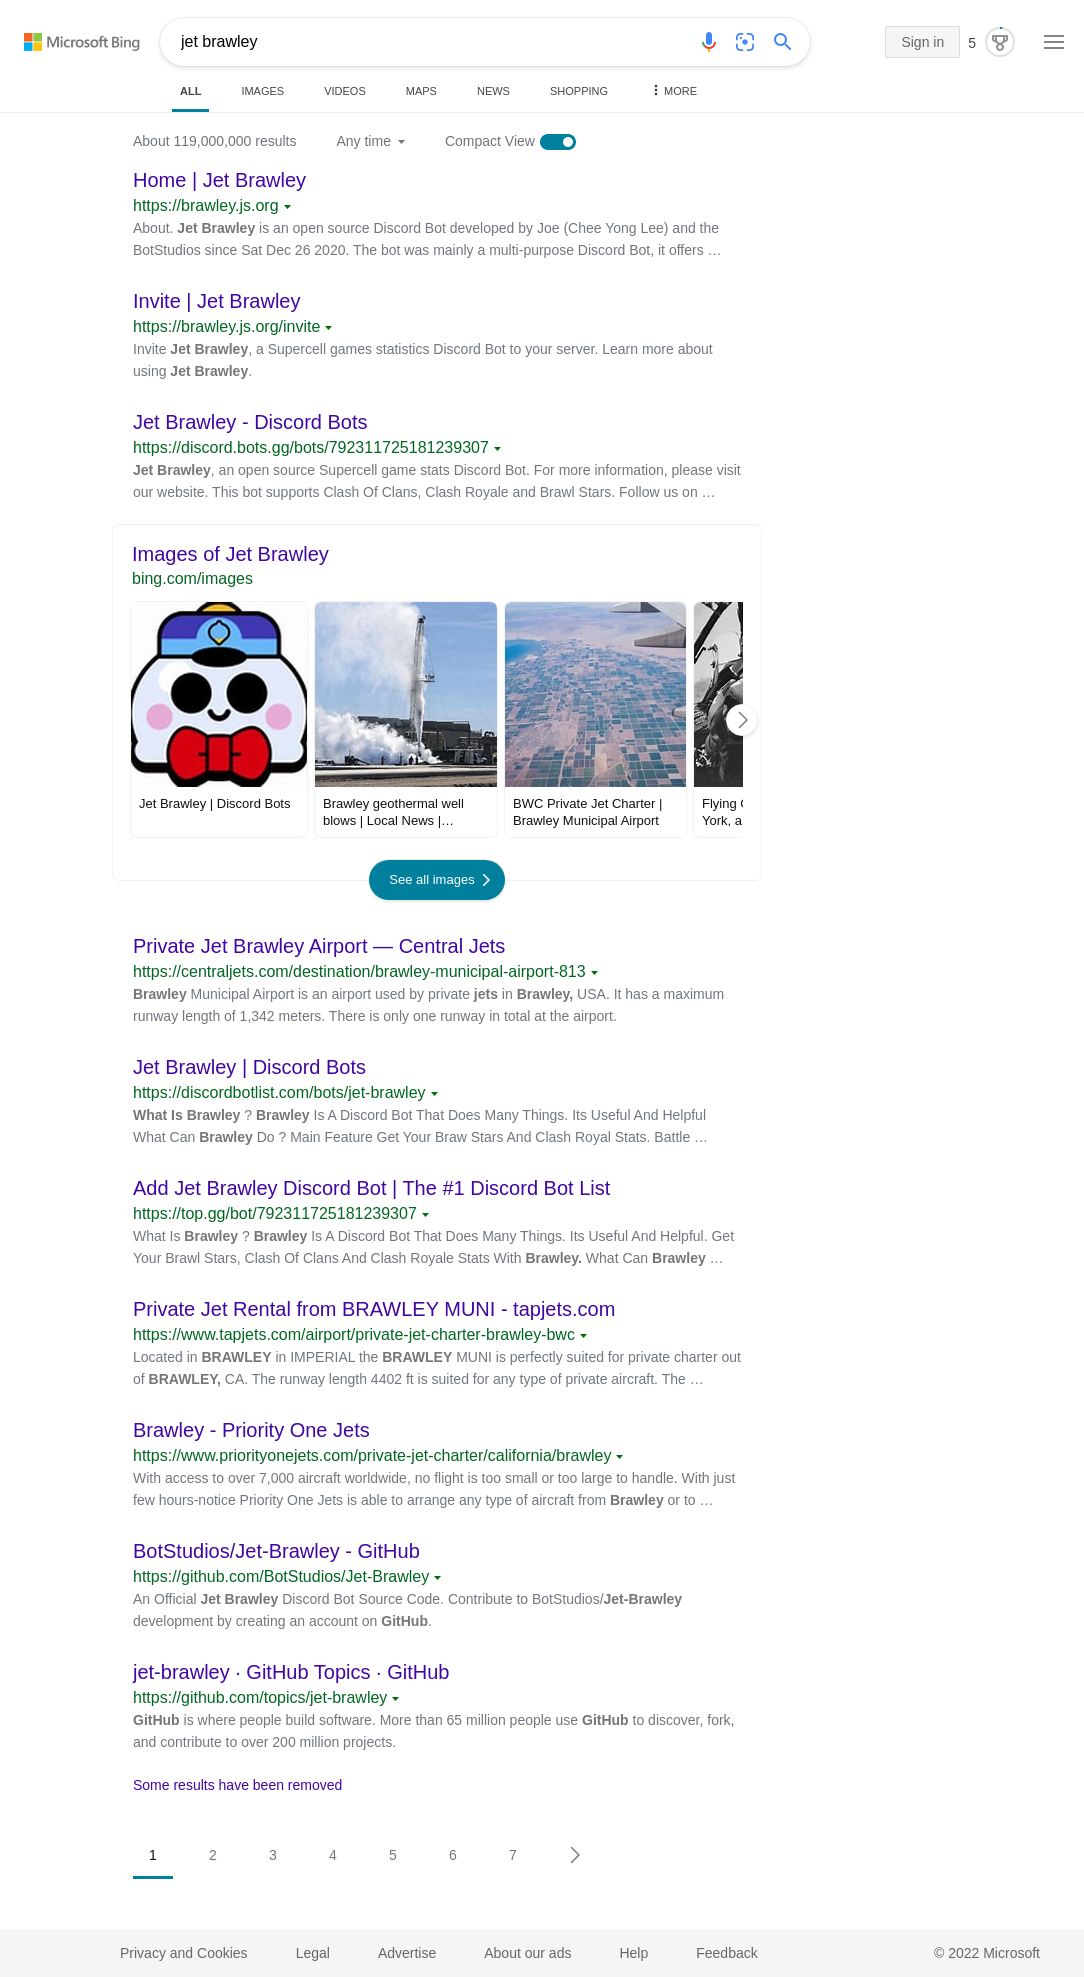 Microsoft Bing
jet brawley
Sign in
5
ALL
IMAGES
VIDEOS
MAPS
NEWS
SHOPPING
MORE
About 119,000,000 results
Any time
Compact View
Home | Jet Brawley
https://brawley.js.org
About. Jet Brawley is an open source Discord Bot developed by Joe (Chee Yong Lee) and the
BotStudios since Sat Dec 26 2020. The bot was mainly a multi-purpose Discord Bot, it offers …
Invite | Jet Brawley
https://brawley.js.org/invite
Invite Jet Brawley, a Supercell games statistics Discord Bot to your server. Learn more about
using Jet Brawley.
Jet Brawley - Discord Bots
https://discord.bots.gg/bots/792311725181239307
Jet Brawley, an open source Supercell game stats Discord Bot. For more information, please visit
our website. This bot supports Clash Of Clans, Clash Royale and Brawl Stars. Follow us on …
Images of Jet Brawley
bing.com/images
Jet Brawley | Discord Bots
Brawley geothermal well
blows | Local News |…
BWC Private Jet Charter |
Brawley Municipal Airport
Flying
York, a
See all images
Private Jet Brawley Airport — Central Jets
https://centraljets.com/destination/brawley-municipal-airport-813
Brawley Municipal Airport is an airport used by private jets in Brawley, USA. It has a maximum
runway length of 1,342 meters. There is only one runway in total at the airport.
Jet Brawley | Discord Bots
https://discordbotlist.com/bots/jet-brawley
What Is Brawley ? Brawley Is A Discord Bot That Does Many Things. Its Useful And Helpful
What Can Brawley Do ? Main Feature Get Your Braw Stars And Clash Royal Stats. Battle …
Add Jet Brawley Discord Bot | The #1 Discord Bot List
https://top.gg/bot/792311725181239307
What Is Brawley ? Brawley Is A Discord Bot That Does Many Things. Its Useful And Helpful. Get
Your Brawl Stars, Clash Of Clans And Clash Royale Stats With Brawley. What Can Brawley …
Private Jet Rental from BRAWLEY MUNI - tapjets.com
https://www.tapjets.com/airport/private-jet-charter-brawley-bwc
Located in BRAWLEY in IMPERIAL the BRAWLEY MUNI is perfectly suited for private charter out
of BRAWLEY, CA. The runway length 4402 ft is suited for any type of private aircraft. The …
Brawley - Priority One Jets
https://www.priorityonejets.com/private-jet-charter/california/brawley
With access to over 7,000 aircraft worldwide, no flight is too small or too large to handle. With just
few hours-notice Priority One Jets is able to arrange any type of aircraft from Brawley or to …
BotStudios/Jet-Brawley - GitHub
https://github.com/BotStudios/Jet-Brawley
An Official Jet Brawley Discord Bot Source Code. Contribute to BotStudios/Jet-Brawley
development by creating an account on GitHub.
jet-brawley · GitHub Topics · GitHub
https://github.com/topics/jet-brawley
GitHub is where people build software. More than 65 million people use GitHub to discover, fork,
and contribute to over 200 million projects.
Some results have been removed
1
2
3
4
5
6
7
Privacy and Cookies
Legal
Advertise
About our ads
Help
Feedback
© 2022 Microsoft